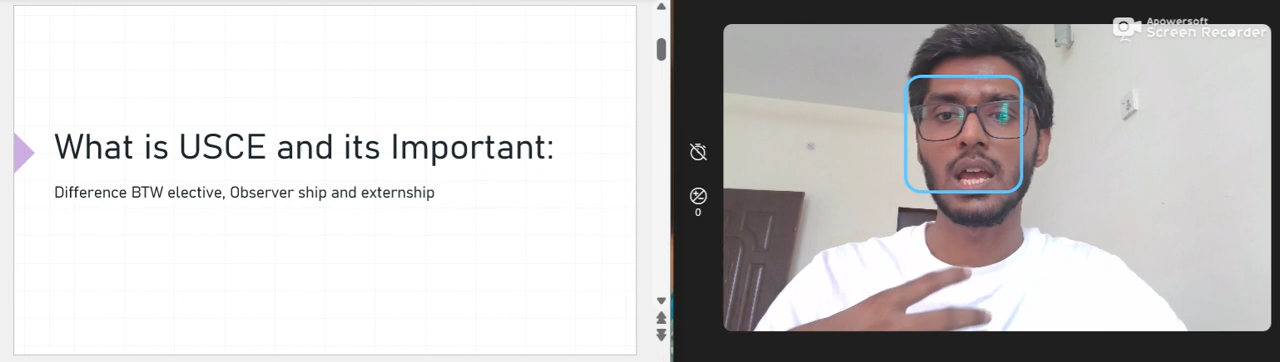 What is USCE and its Important:
Difference BTW elective, Observer ship and externship
Apowersoft
Screen Recorder
0